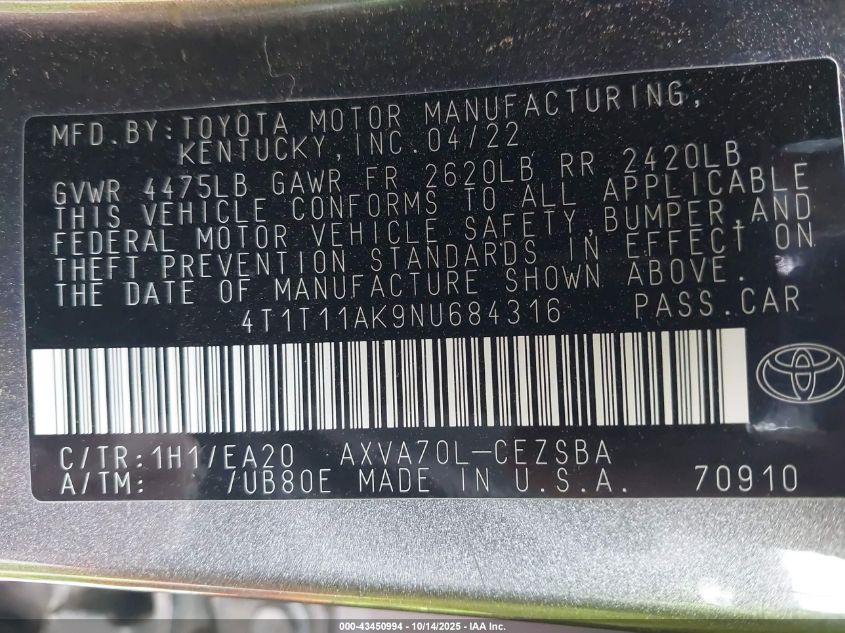 MFD.BY:TOYOTA MOTOR MANUFACTURING,
KENTUCKY,INC.04/22
GVWR 4475LB GAWR FR 2620LB RR 2420LB
THIS VEHICLE CONFORMS TO ALL APPLICABLE
FEDERAL MOTOR VEHICLE SAFETY,BUMPER,AND
THEFT PREVENTION STANDARDS IN EFFECT ON
THE DATE OF MANUFACTURE SHOWN ABOVE.
4T1T11AK9NU684316 PASS.CAR
C/TR:1H1/EA20 AXVA70L-CEZSBA
A/TM: /UB80E MADE IN U.S.A. 70910
000-43450994 - 10/14/2025 - IAA Inc.